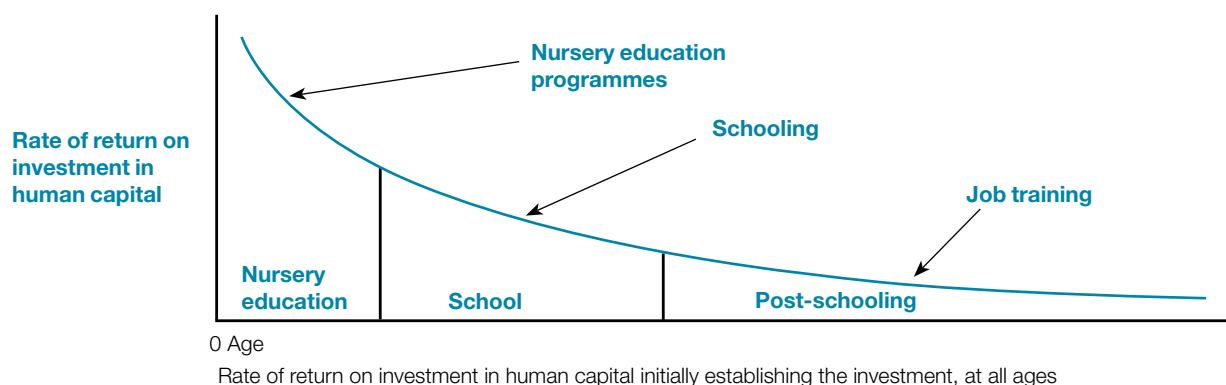 Nursery education
programmes
Schooling
Rate of return on
investment in
human capital
Job training
Nursery
education
School
Post-schooling
0 Age
Rate of return on investment in human capital initially establishing the investment, at all ages